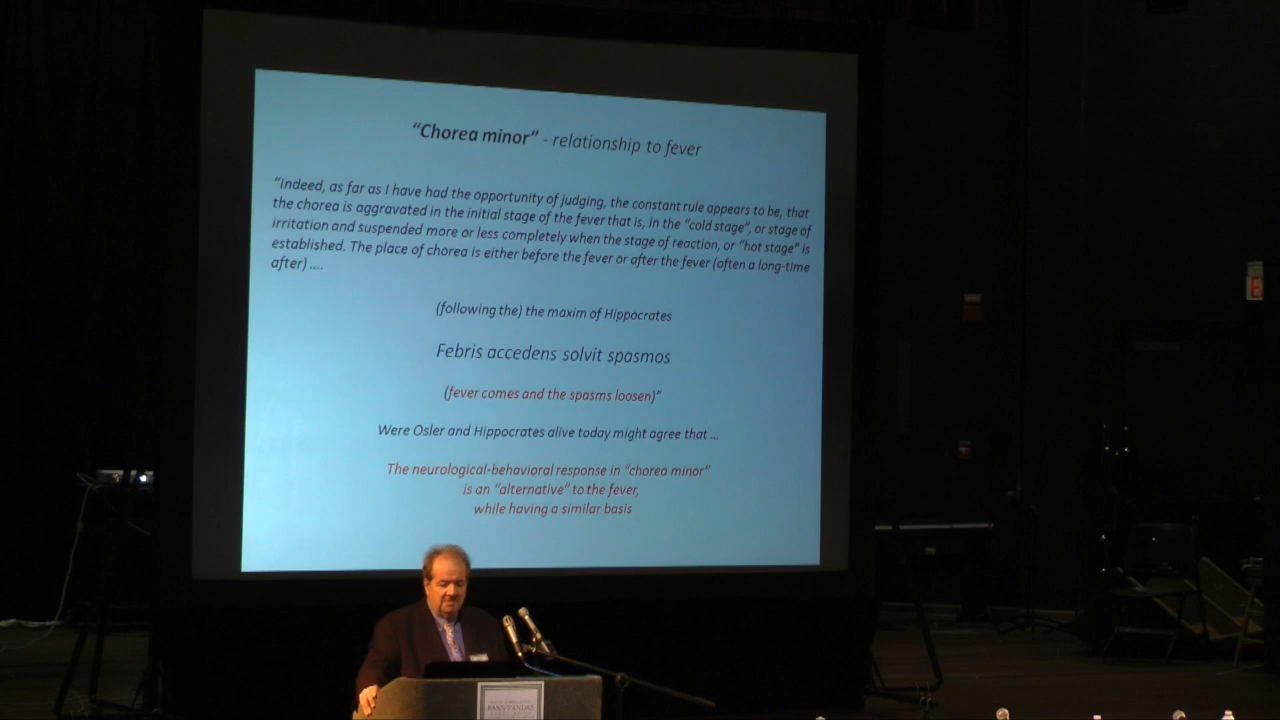 “Chorea minor” - relationship to fever
“Indeed, as far as I have had the opportunity of judging, the constant rule appears to be, that
the chorea is aggravated in the initial stage of the fever that is, in the “cold stage”, or stage of
irritation and suspended more or less completely when the stage of reaction, or “hot stage” is
established. The place of chorea is either before the fever or after the fever (often a long-time
after) ....
(following the) the maxim of Hippocrates
Febris accedens solvit spasmos
(fever comes and the spasms loosen)”
Were Osler and Hippocrates alive today might agree that ...
The neurological-behavioral response in “chorea minor”
is an “alternative” to the fever,
while having a similar basis
PANS/PANDAS